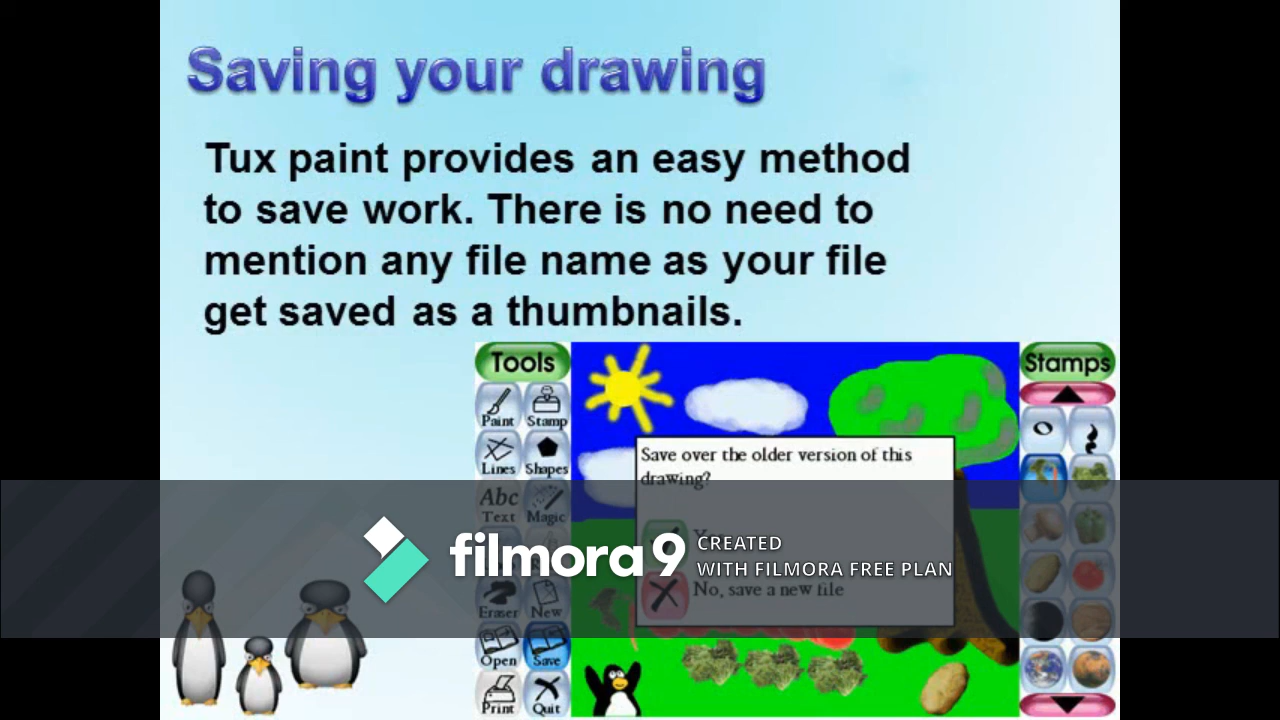 Saving your drawing
Tux paint provides an easy method
to save work. There is no need to
mention any file name as your file
get saved as a thumbnails.
Tools
Stamps
Paint Stamp
Lines Shapes
Save over the older version of this
drawing?
Abc
Text Magic
filmora9
CREATED
WITH FILMORA FREE PLAN
No, save a new file
Eraser New
Open Save
Print Quit